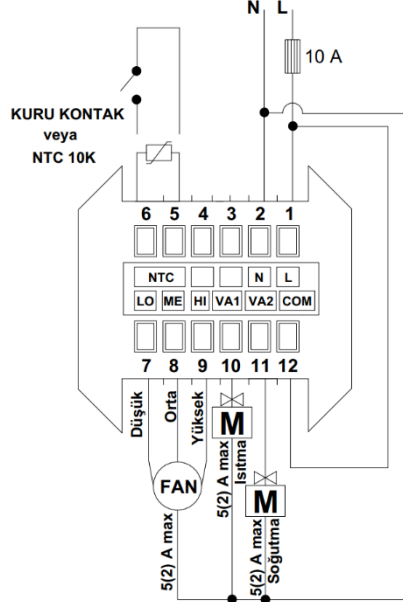 N L
10 A
KURU KONTAK
veya
NTC 10K
6 5 4 3 2 1
NTC N L
LO ME HI VA1 VA2 COM
7 8 9 10 11 12
Düşük
Orta
Yüksek
M
Isıtma
5(2) A max
FAN
5(2) A max
M
Soğutma
5(2) A max